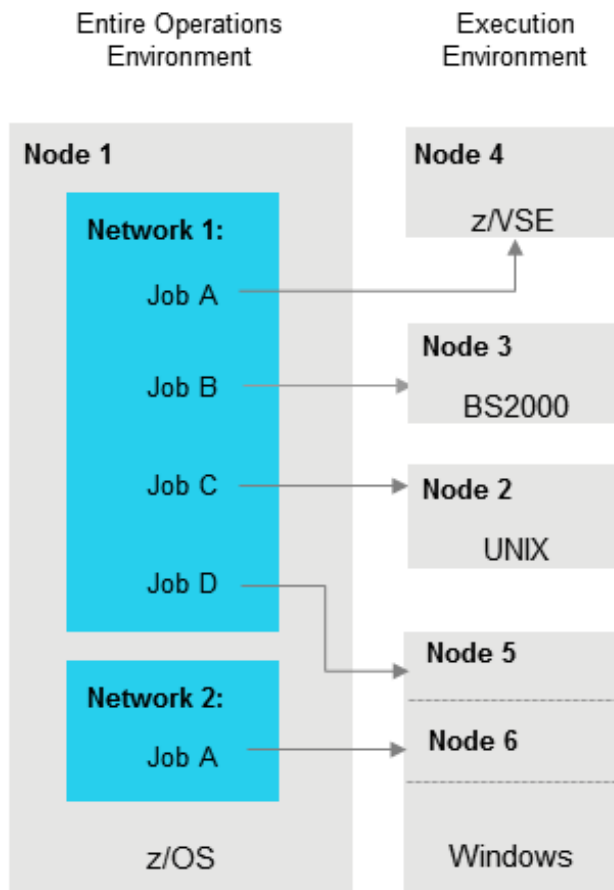 Entire Operations
Environment
Execution
Environment
Node 1
Network 1:
Job A
Job B
Job C
Job D
Network 2:
Job A
z/OS
Node 4
z/VSE
Node 3
BS2000
Node 2
UNIX
Node 5
Node 6
Windows